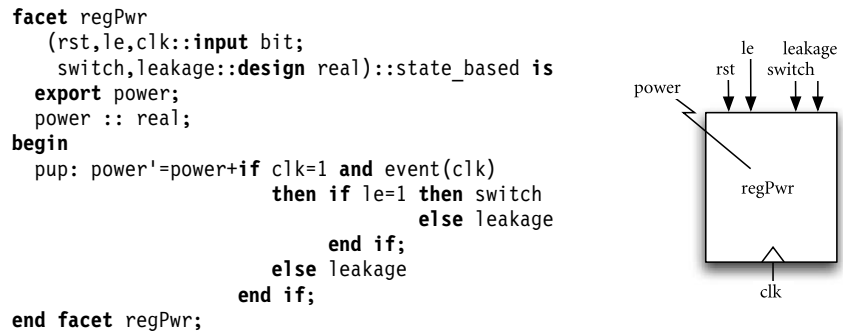 facet regPwr
(rst,le,clk::input bit;
switch,leakage::design real)::state_based is
export power;
power :: real;
begin
pup: power'=power+if clk=1 and event(clk)
then if le=1 then switch
else leakage
end if;
else leakage
end if;
end facet regPwr;
le
leakage
rst
switch
power
regPwr
clk